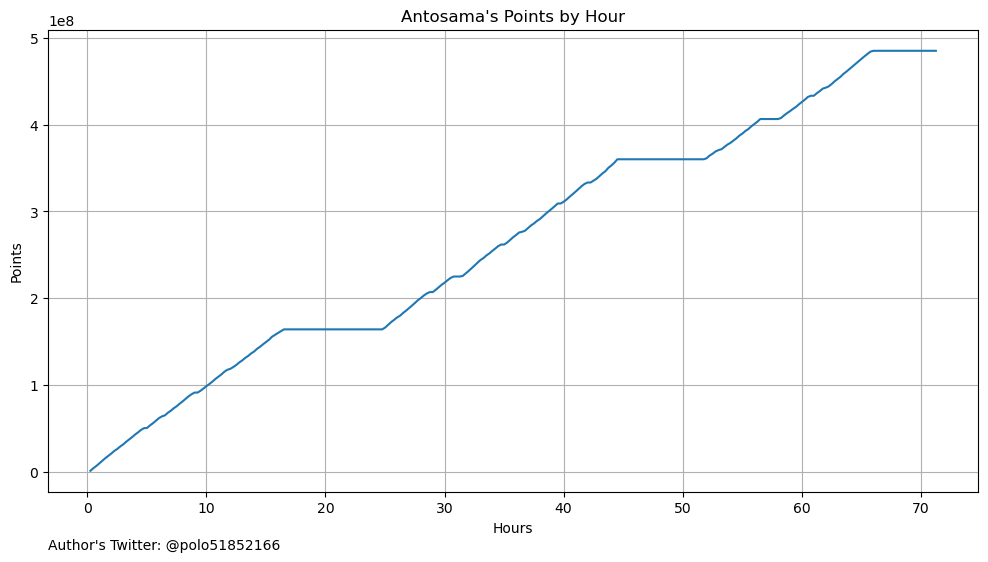 Antosama's Points by Hour
1e8
5
4
3
2
1
0
Points
0 10 20 30 40 50 60 70
Hours
Author's Twitter: @polo51852166